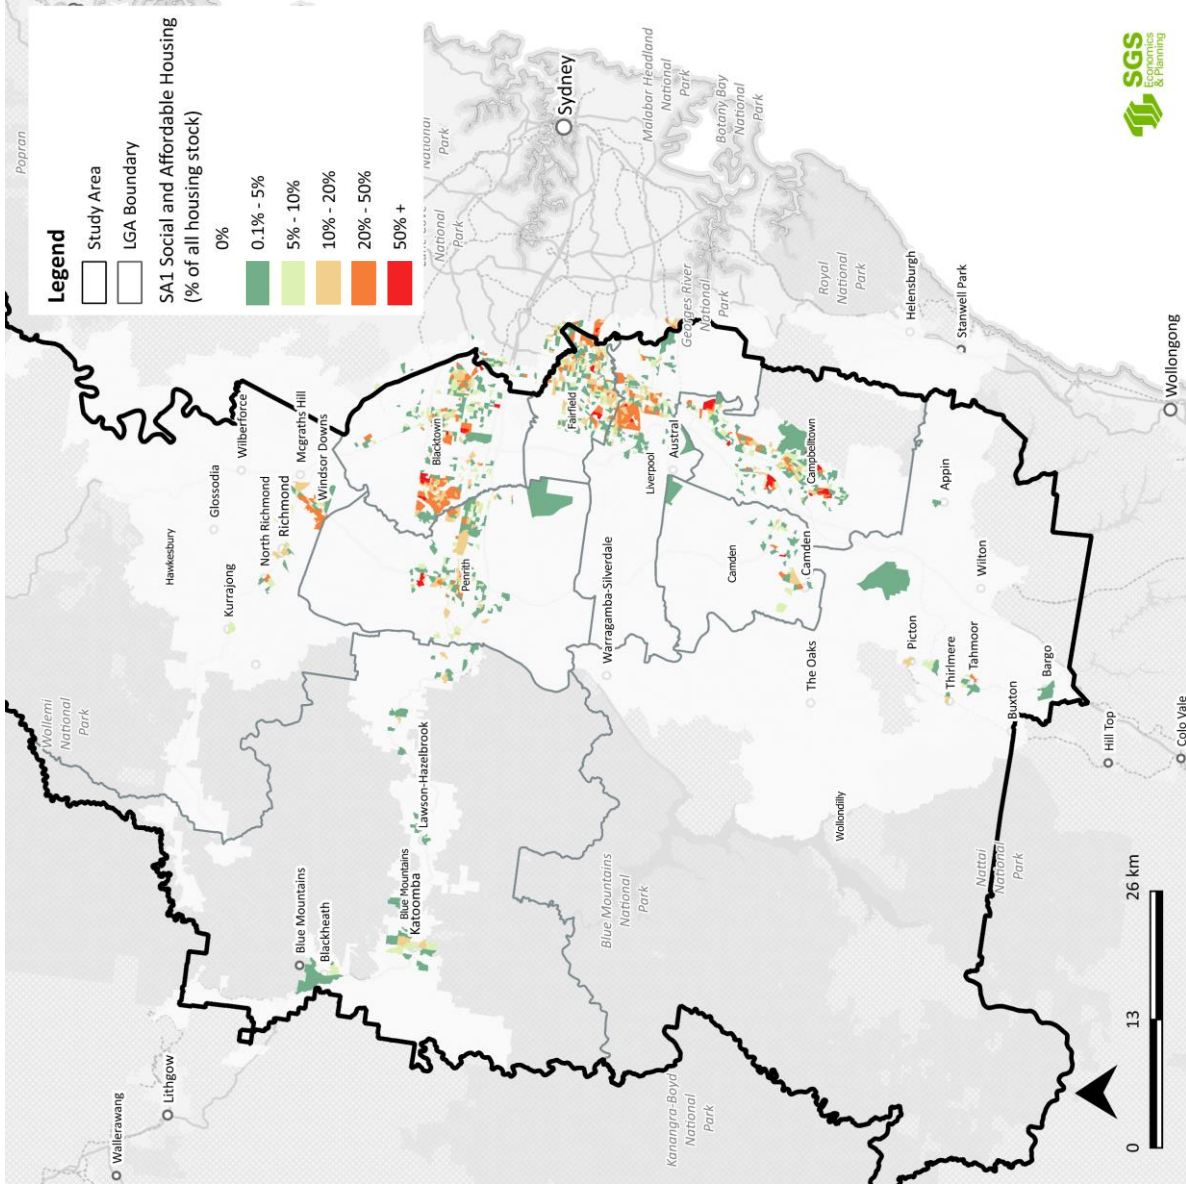 Legend
Study Area
LGA Boundary
SA1 Social and Affordable Housing
(% of all housing stock)
0%
0.1% - 5%
5% - 10%
10% - 20%
20% - 50%
50% +
Popran
National
Park
National
Park
Sydney
Malabar Headland
National
Park
Botany Bay
National
Park
Georges River
National
Park
Royal
National
Park
Helensburgh
Stanwell Park
Wollongong
Wollemi
National
Park
Hawkesbury
Glossodia
Wilberforce
Kurrajong
North Richmond
Richmond
Mcgraths Hill
Windsor Downs
Blacktown
Penrith
Fairfield
Liverpool
Austral
Warragamba-Silverdale
Camden
Camden
Campbelltown
The Oaks
Appin
Wilton
Picton
Thirlmere
Tahmoor
Buxton
Bargo
Hill Top
Colo Vale
Wollondilly
Nattai
National
Park
Lawson-Hazelbrook
Blue Mountains
Katoomba
Blue Mountains
Blackheath
Blue Mountains
National
Park
Kanangra-Boyd
National
Park
Lithgow
Wallerawang
0
13
26 km
SGS
Economics
& Planning